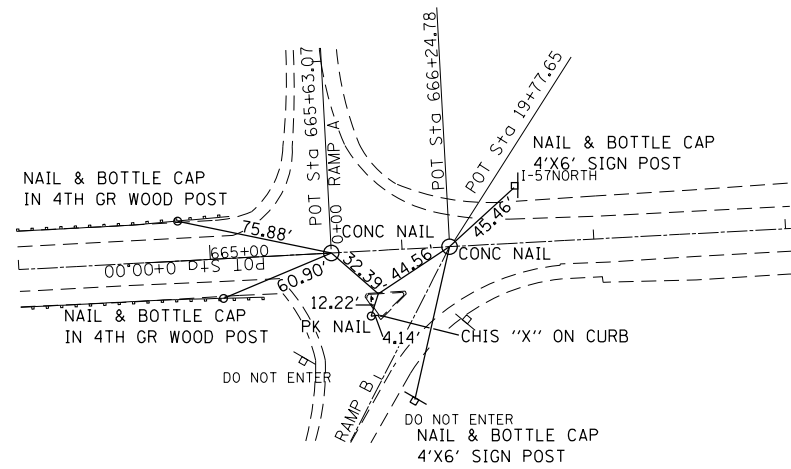 POT Sta 665+63.07
0+00 RAMP A
POT Sta 666+24.78
POT Sta 19+77.65
NAIL & BOTTLE CAP
4'X6' SIGN POST
I-57NORTH
NAIL & BOTTLE CAP
IN 4TH GR WOOD POST
75.88'
CONC NAIL
45.46'
CONC NAIL
665+00
POT Sta 0+00.00
60.90'
32.39'
44.56'
12.22'
NAIL & BOTTLE CAP
IN 4TH GR WOOD POST
PK NAIL
4.14'
CHIS "X" ON CURB
DO NOT ENTER
RAMP B
DO NOT ENTER
NAIL & BOTTLE CAP
4'X6' SIGN POST